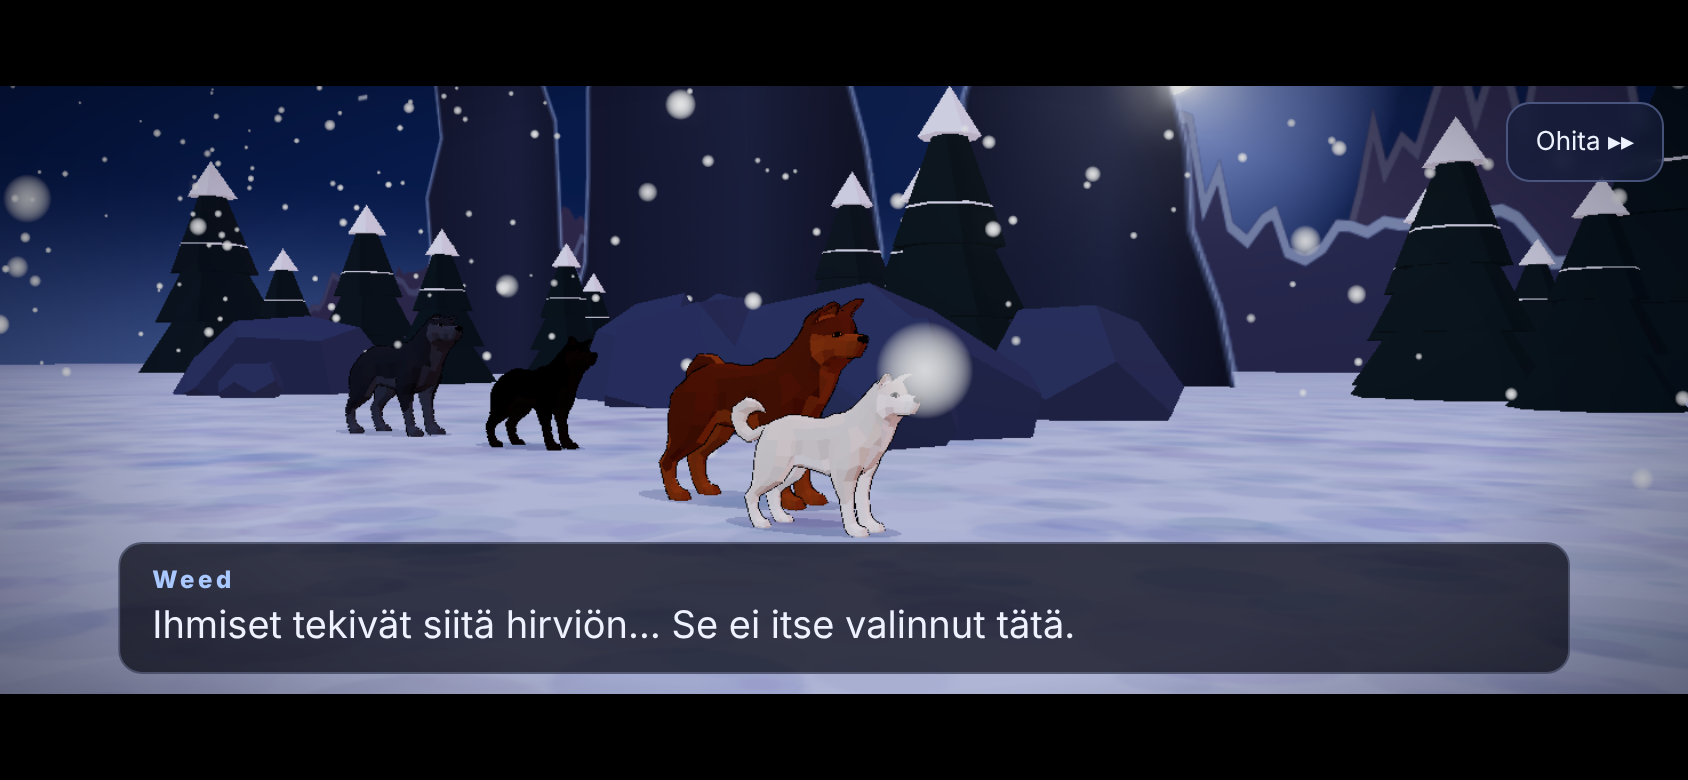 Ohita ▸▸
Weed
Ihmiset tekivät siitä hirviön... Se ei itse valinnut tätä.